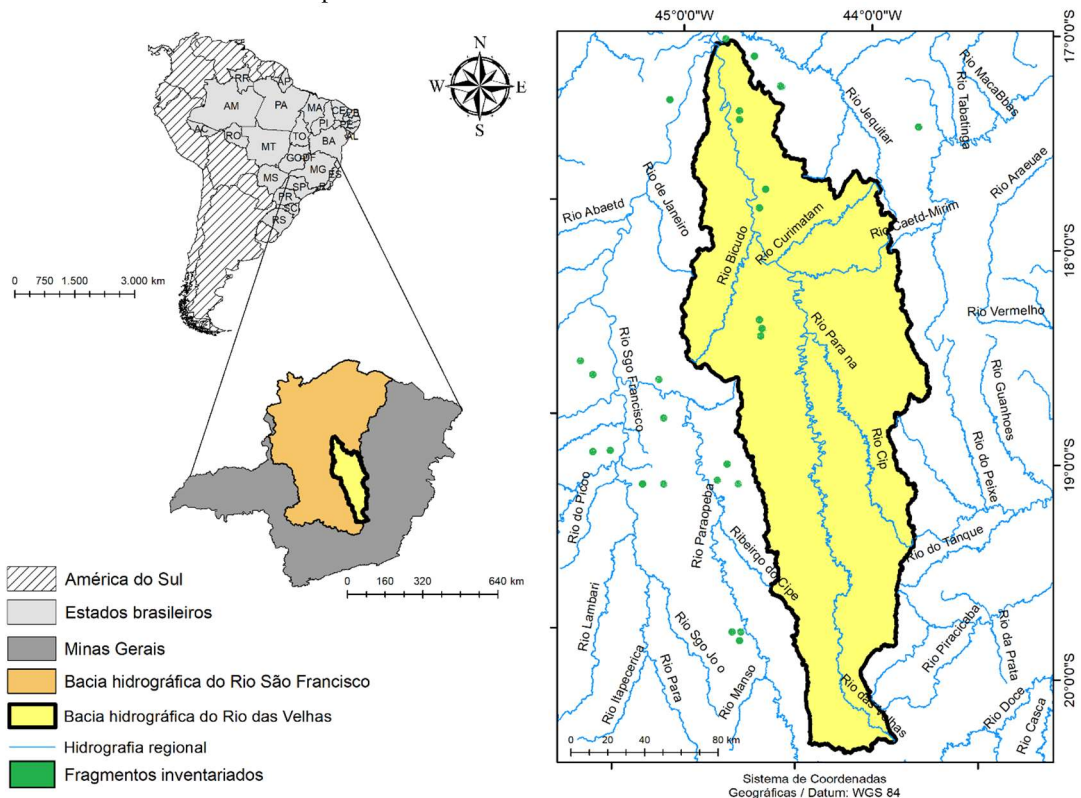 N
W
E
S
RR
AP
AM
PA
MA
CE
PI
AC
RO
TO
AL
MT
BA
GO
DF
MG
ES
MS
SP
RJ
PR
SC
RS
0 750 1.500 3.000 km
0 160 320 640 km
América do Sul
Estados brasileiros
Minas Gerais
Bacia hidrográfica do Rio São Francisco
Bacia hidrográfica do Rio das Velhas
Hidrografia regional
Fragmentos inventariados
45°0'0"W
44°0'0"W
17°0'0"S
18°0'0"S
19°0'0"S
20°0'0"S
Rio Jequitar
Rio Tabatinga
Rio MacaBbas
Rio Araeuae
Rio de Janeiro
Rio Abaetd
Rio Bicudo
Rio Curimatam
Rio Caetd-Mirim
Rio Vermelho
Rio Para na
Rio Sgo Francisco
Rio Guanhoes
Rio Cip
Rio do Peixe
Rio do Picoo
Rio Paraopeba
Ribeirqo do Cipe
Rio do Tanque
Rio Lambari
Rio Itapecerica
Rio Para
Rio Sgo Jo o
Rio Manso
Rio das Velhas
Rio Piracicaba
Rio da Prata
Rio Doce
Rio Casca
0 20 40 80 km
Sistema de Coordenadas
Geográficas / Datum: WGS 84